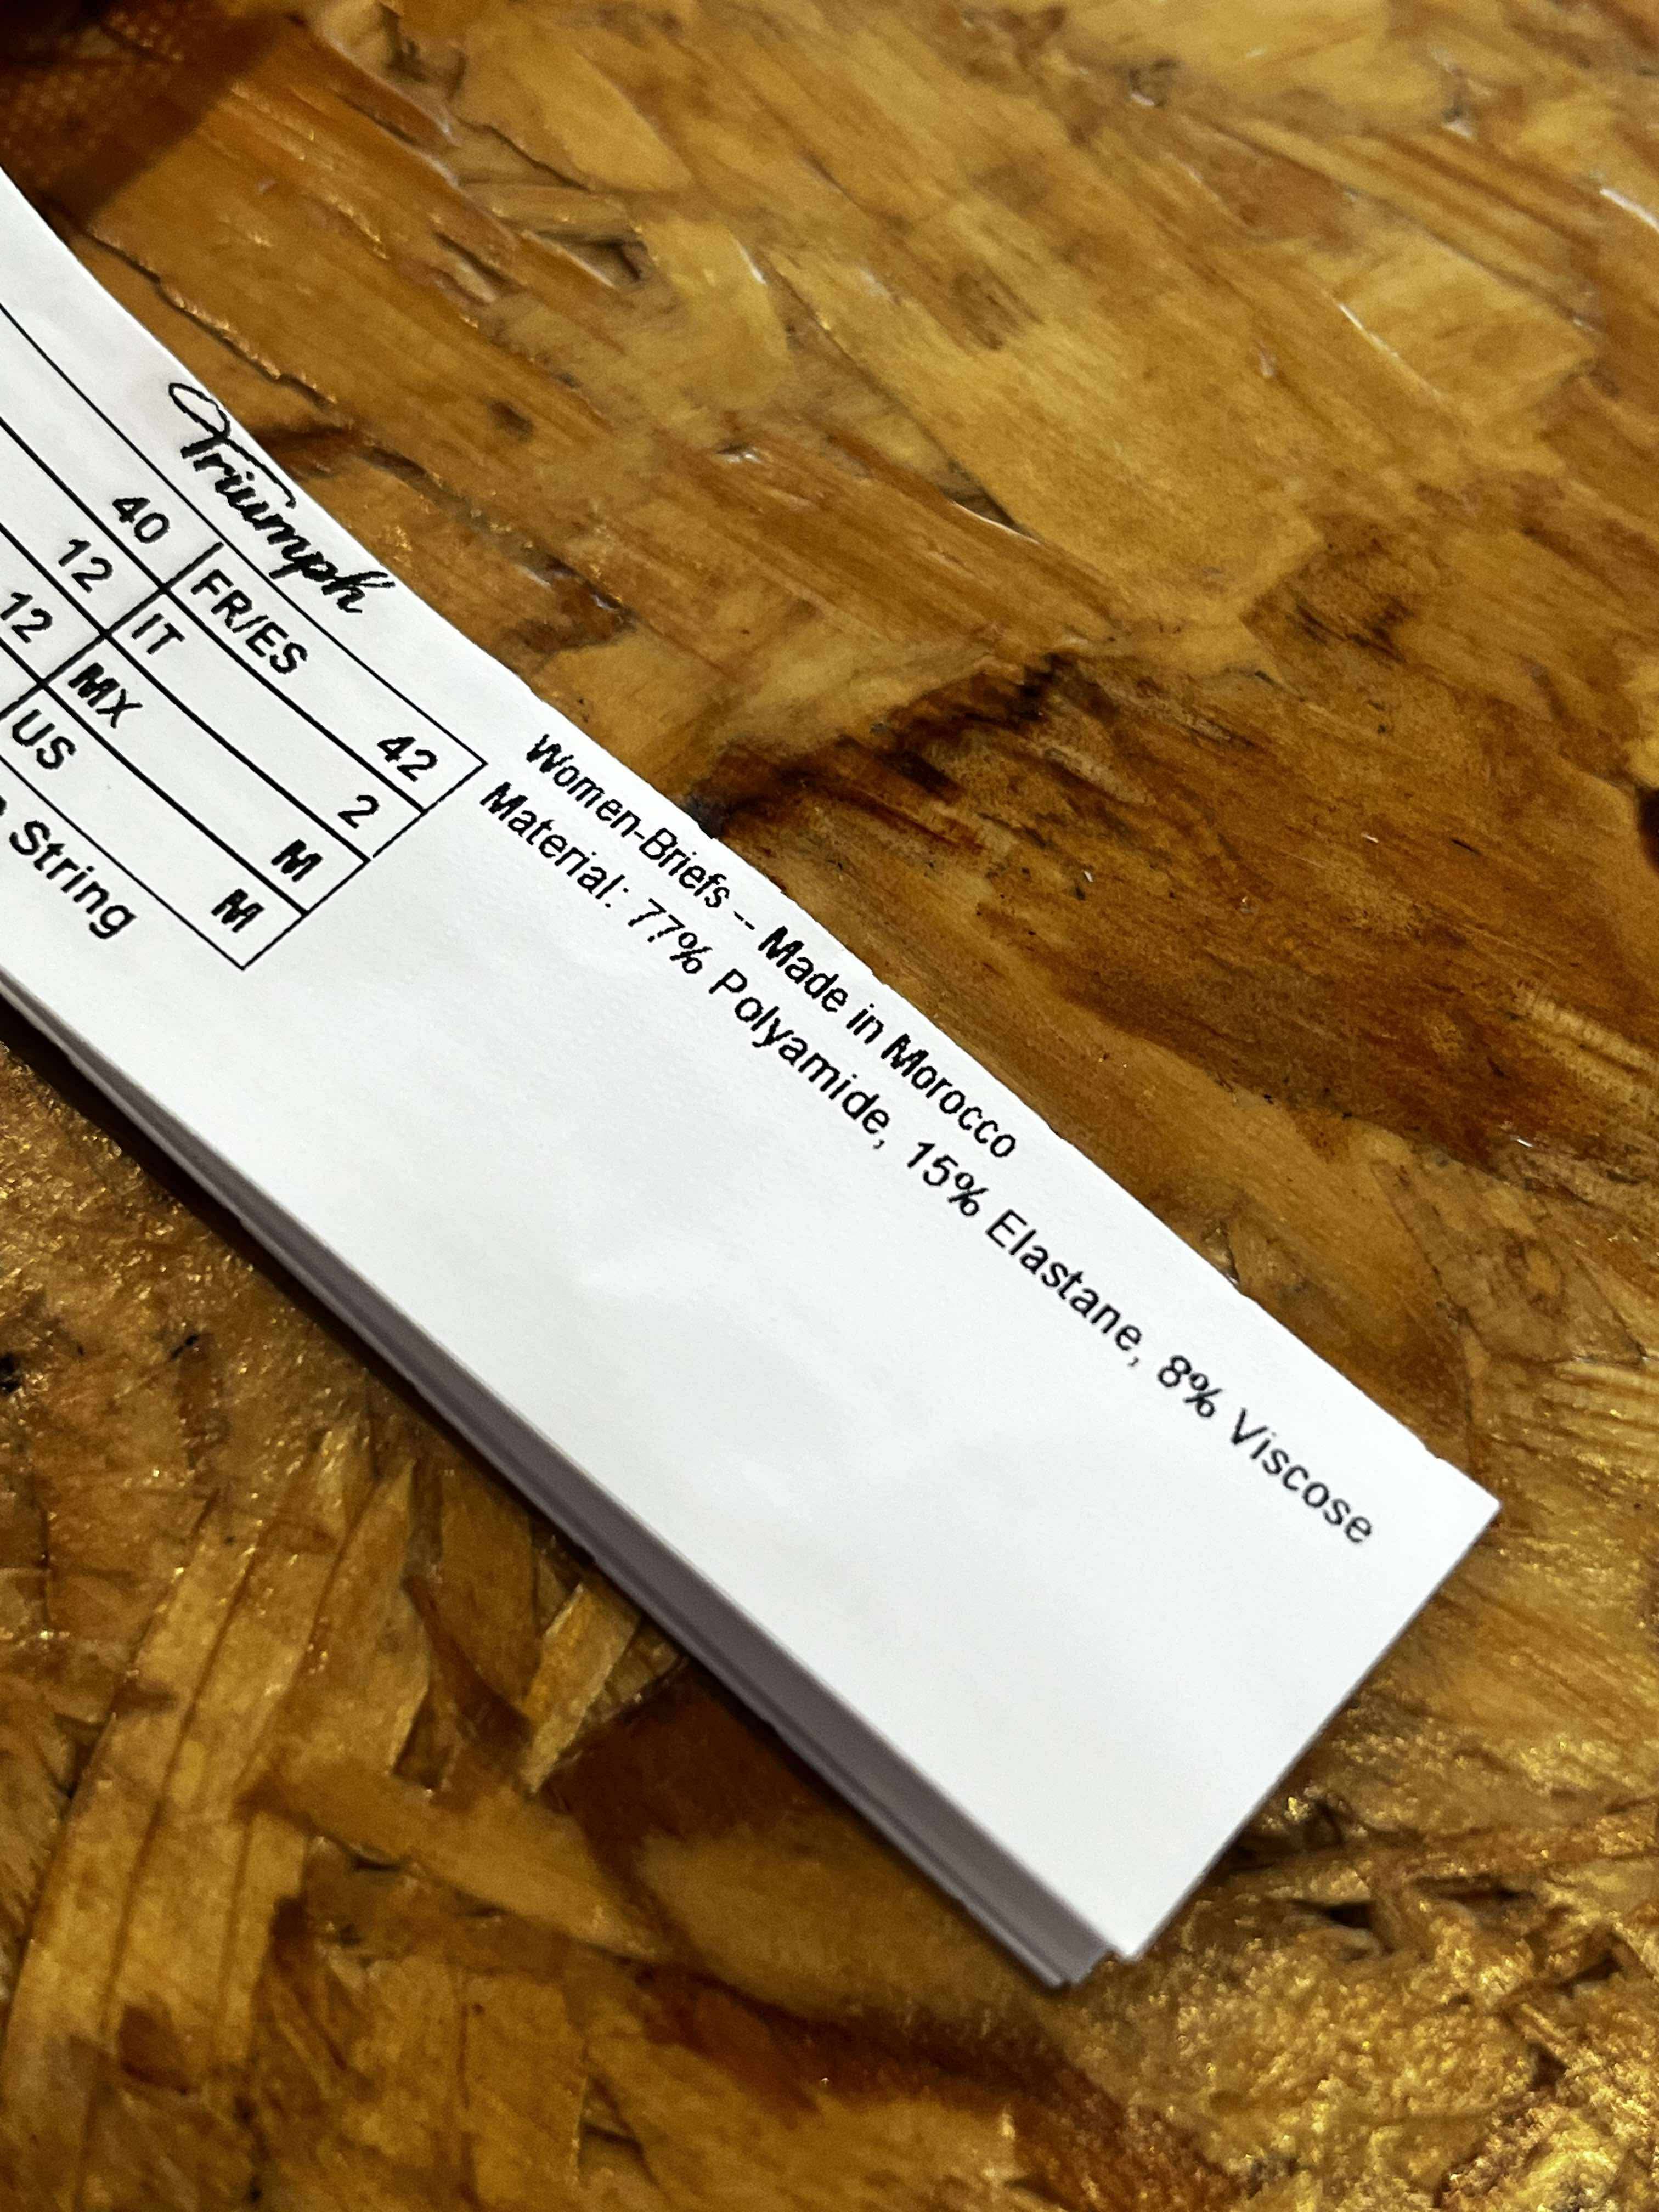 Triumph
40 FR/ES 42
12 IT 2
12 MX M
US M
String
Women-Briefs -- Made in Morocco
Material: 77% Polyamide, 15% Elastane, 8% Viscose